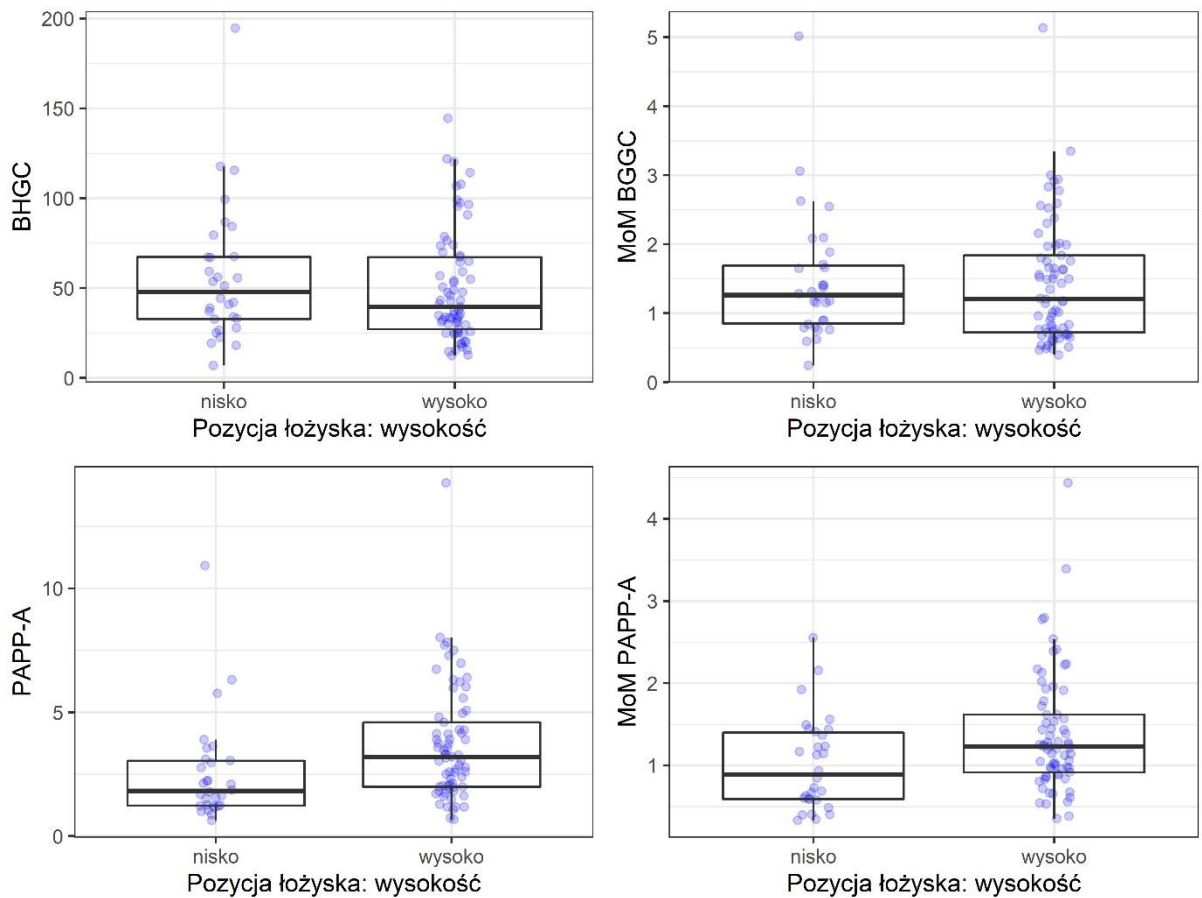 BHGC
200
150
100
50
0
nisko
wysoko
Pozycja łożyska: wysokość
MoM BGGC
5
4
3
2
1
0
nisko
wysoko
Pozycja łożyska: wysokość
PAPP-A
10
5
0
nisko
wysoko
Pozycja łożyska: wysokość
MoM PAPP-A
4
3
2
1
nisko
wysoko
Pozycja łożyska: wysokość